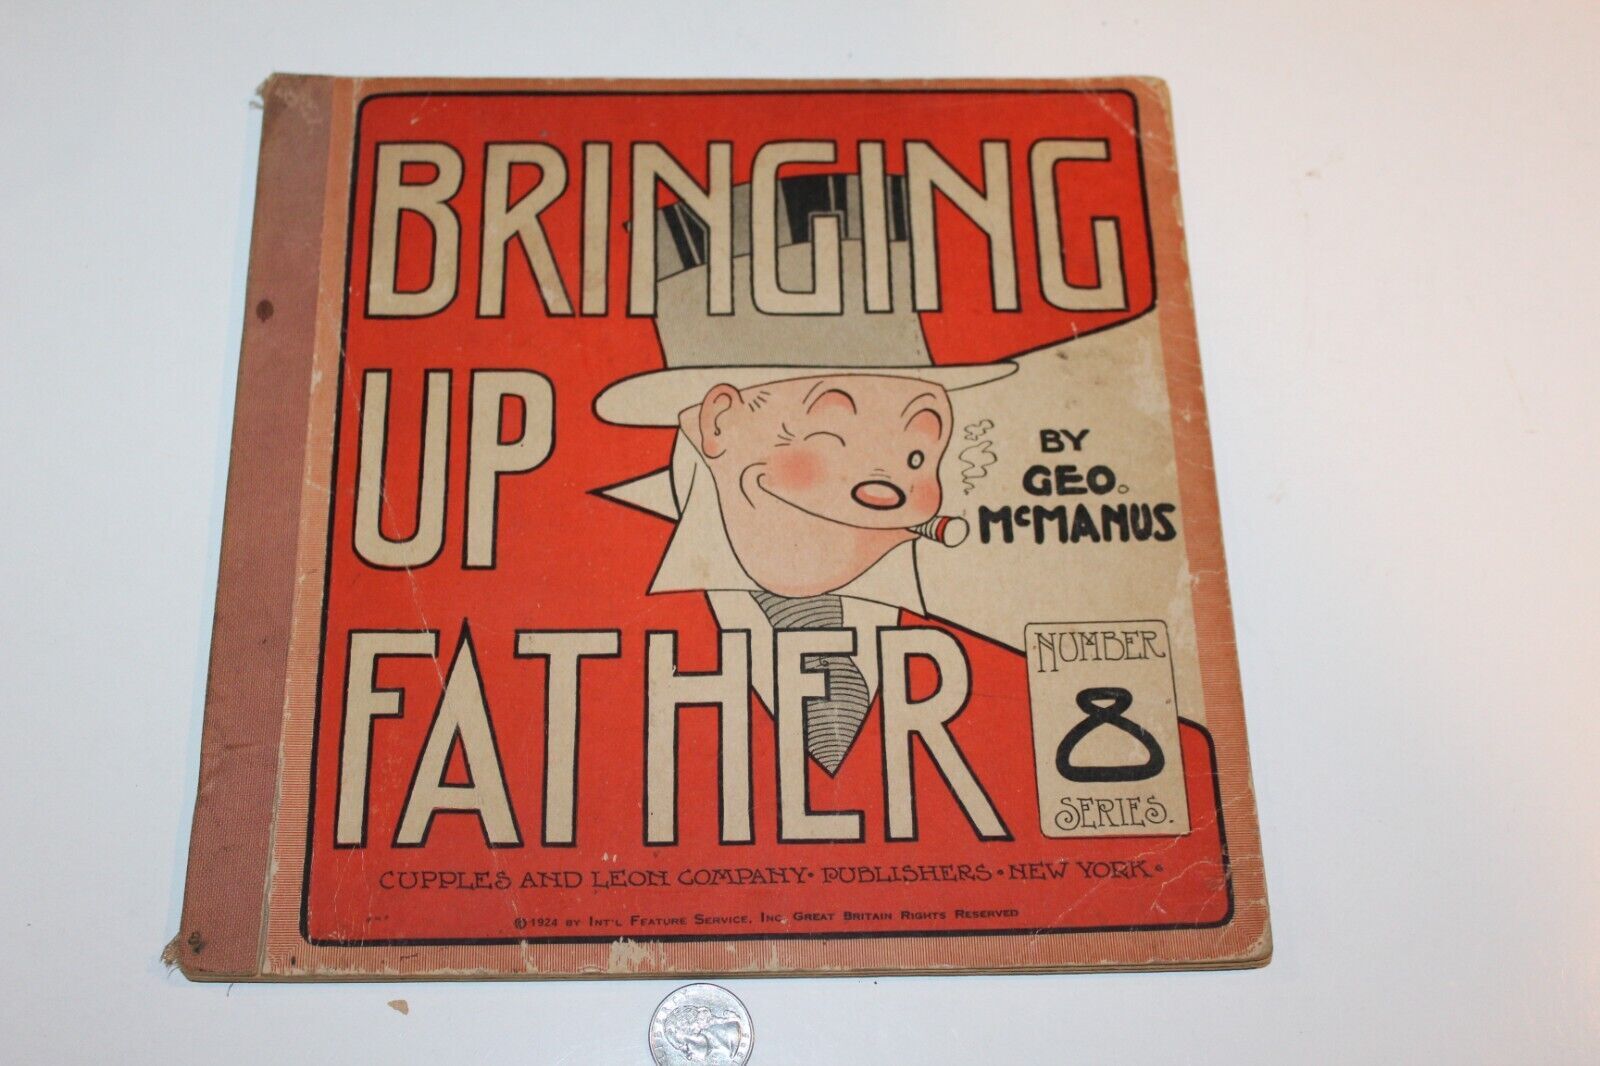 BRINGING
UP
FATHER
BY
GEO.
McMANUS
NUMBER
8
SERIES.
CUPPLES AND LEON COMPANY • PUBLISHERS • NEW YORK •
© 1924 BY INT'L FEATURE SERVICE, INC. GREAT BRITAIN RIGHTS RESERVED